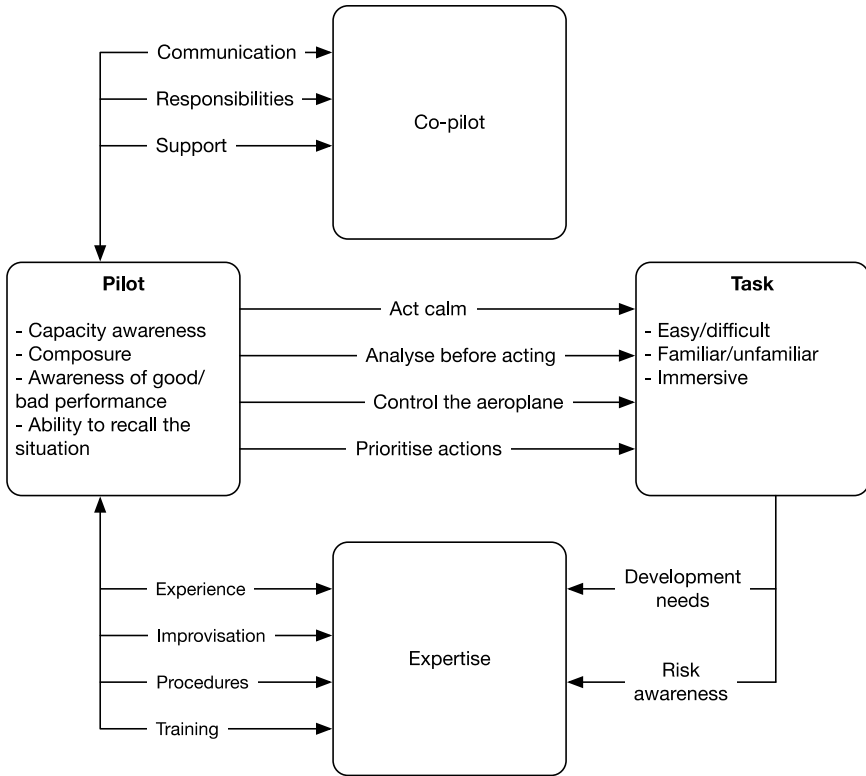 Communication
Responsibilities
Support
Co-pilot
Pilot
- Capacity awareness
- Composure
- Awareness of good/
bad performance
- Ability to recall the
situation
Act calm
Analyse before acting
Control the aeroplane
Prioritise actions
Task
- Easy/difficult
- Familiar/unfamiliar
- Immersive
Experience
Improvisation
Procedures
Training
Expertise
Development
needs
Risk
awareness